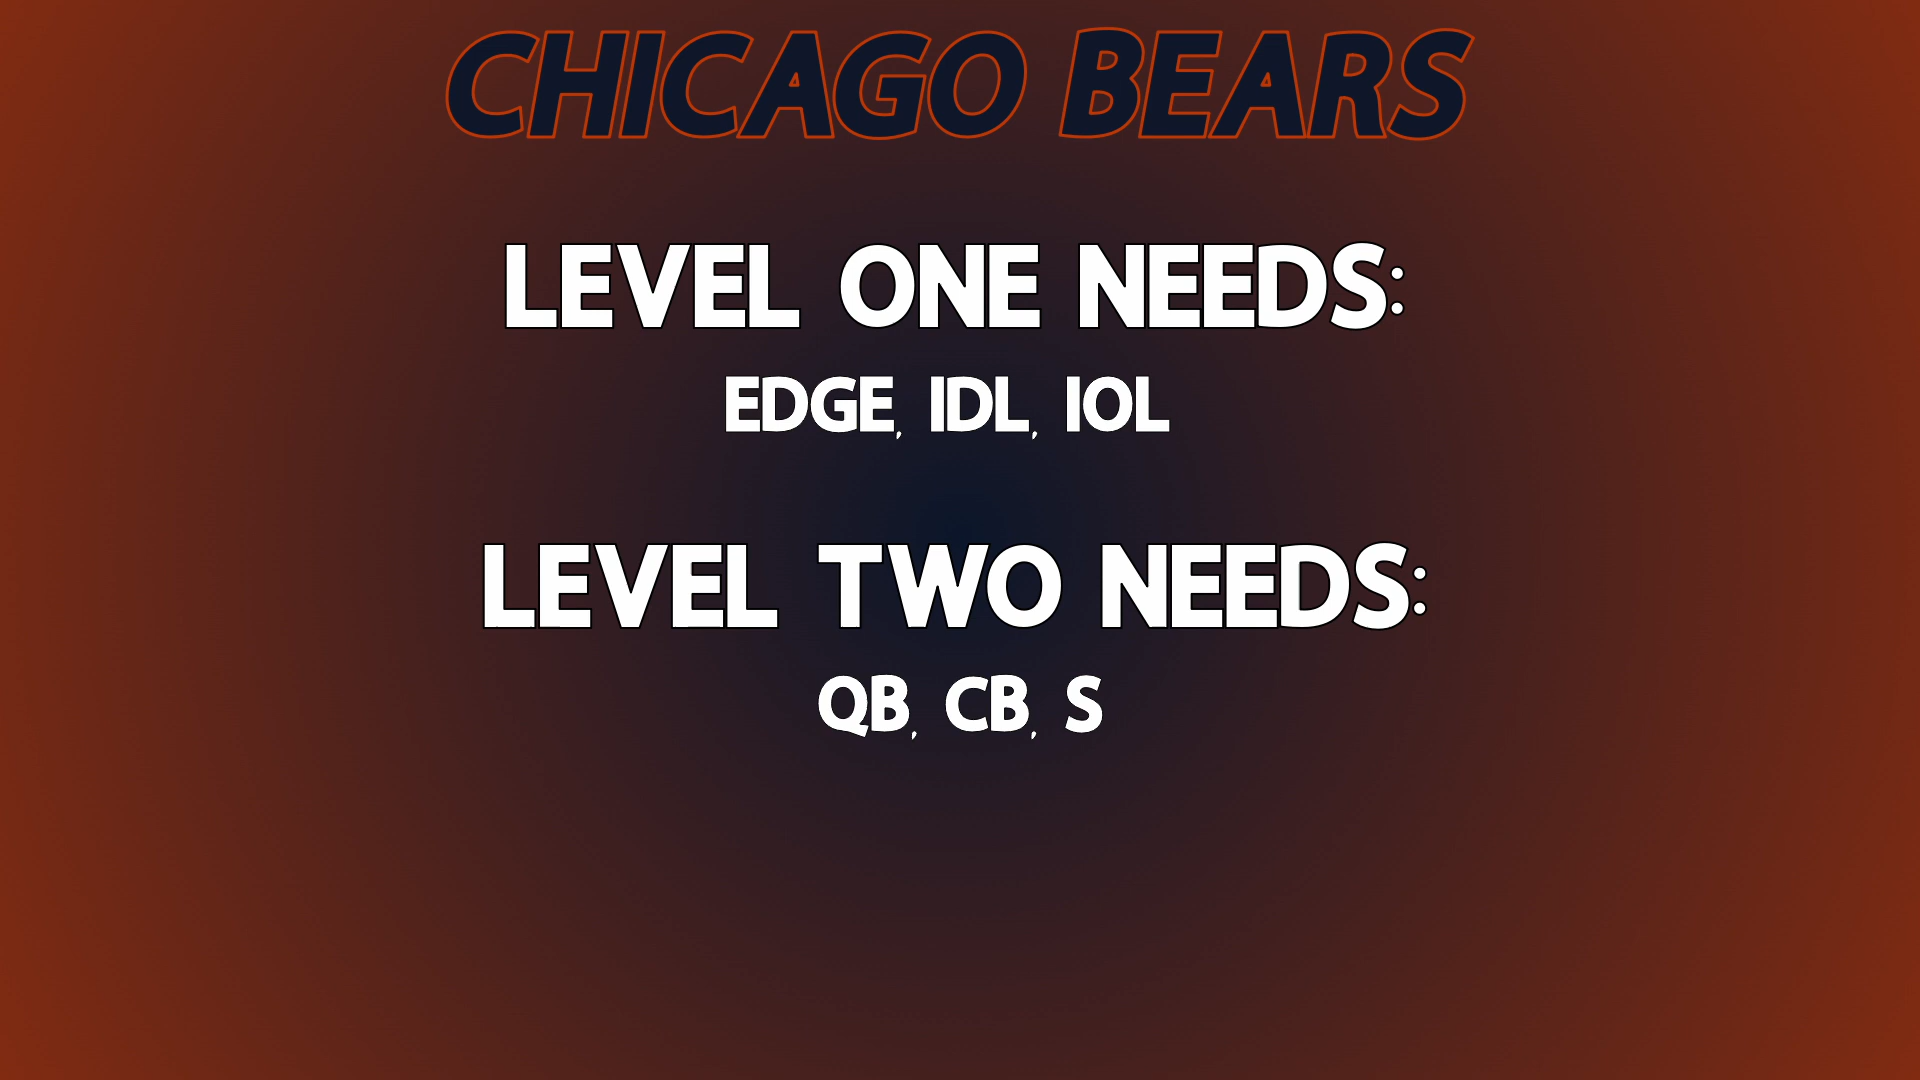 CHICAGO BEARS
LEVEL ONE NEEDS:
EDGE, IDL, IOL
LEVEL TWO NEEDS:
QB, CB, S